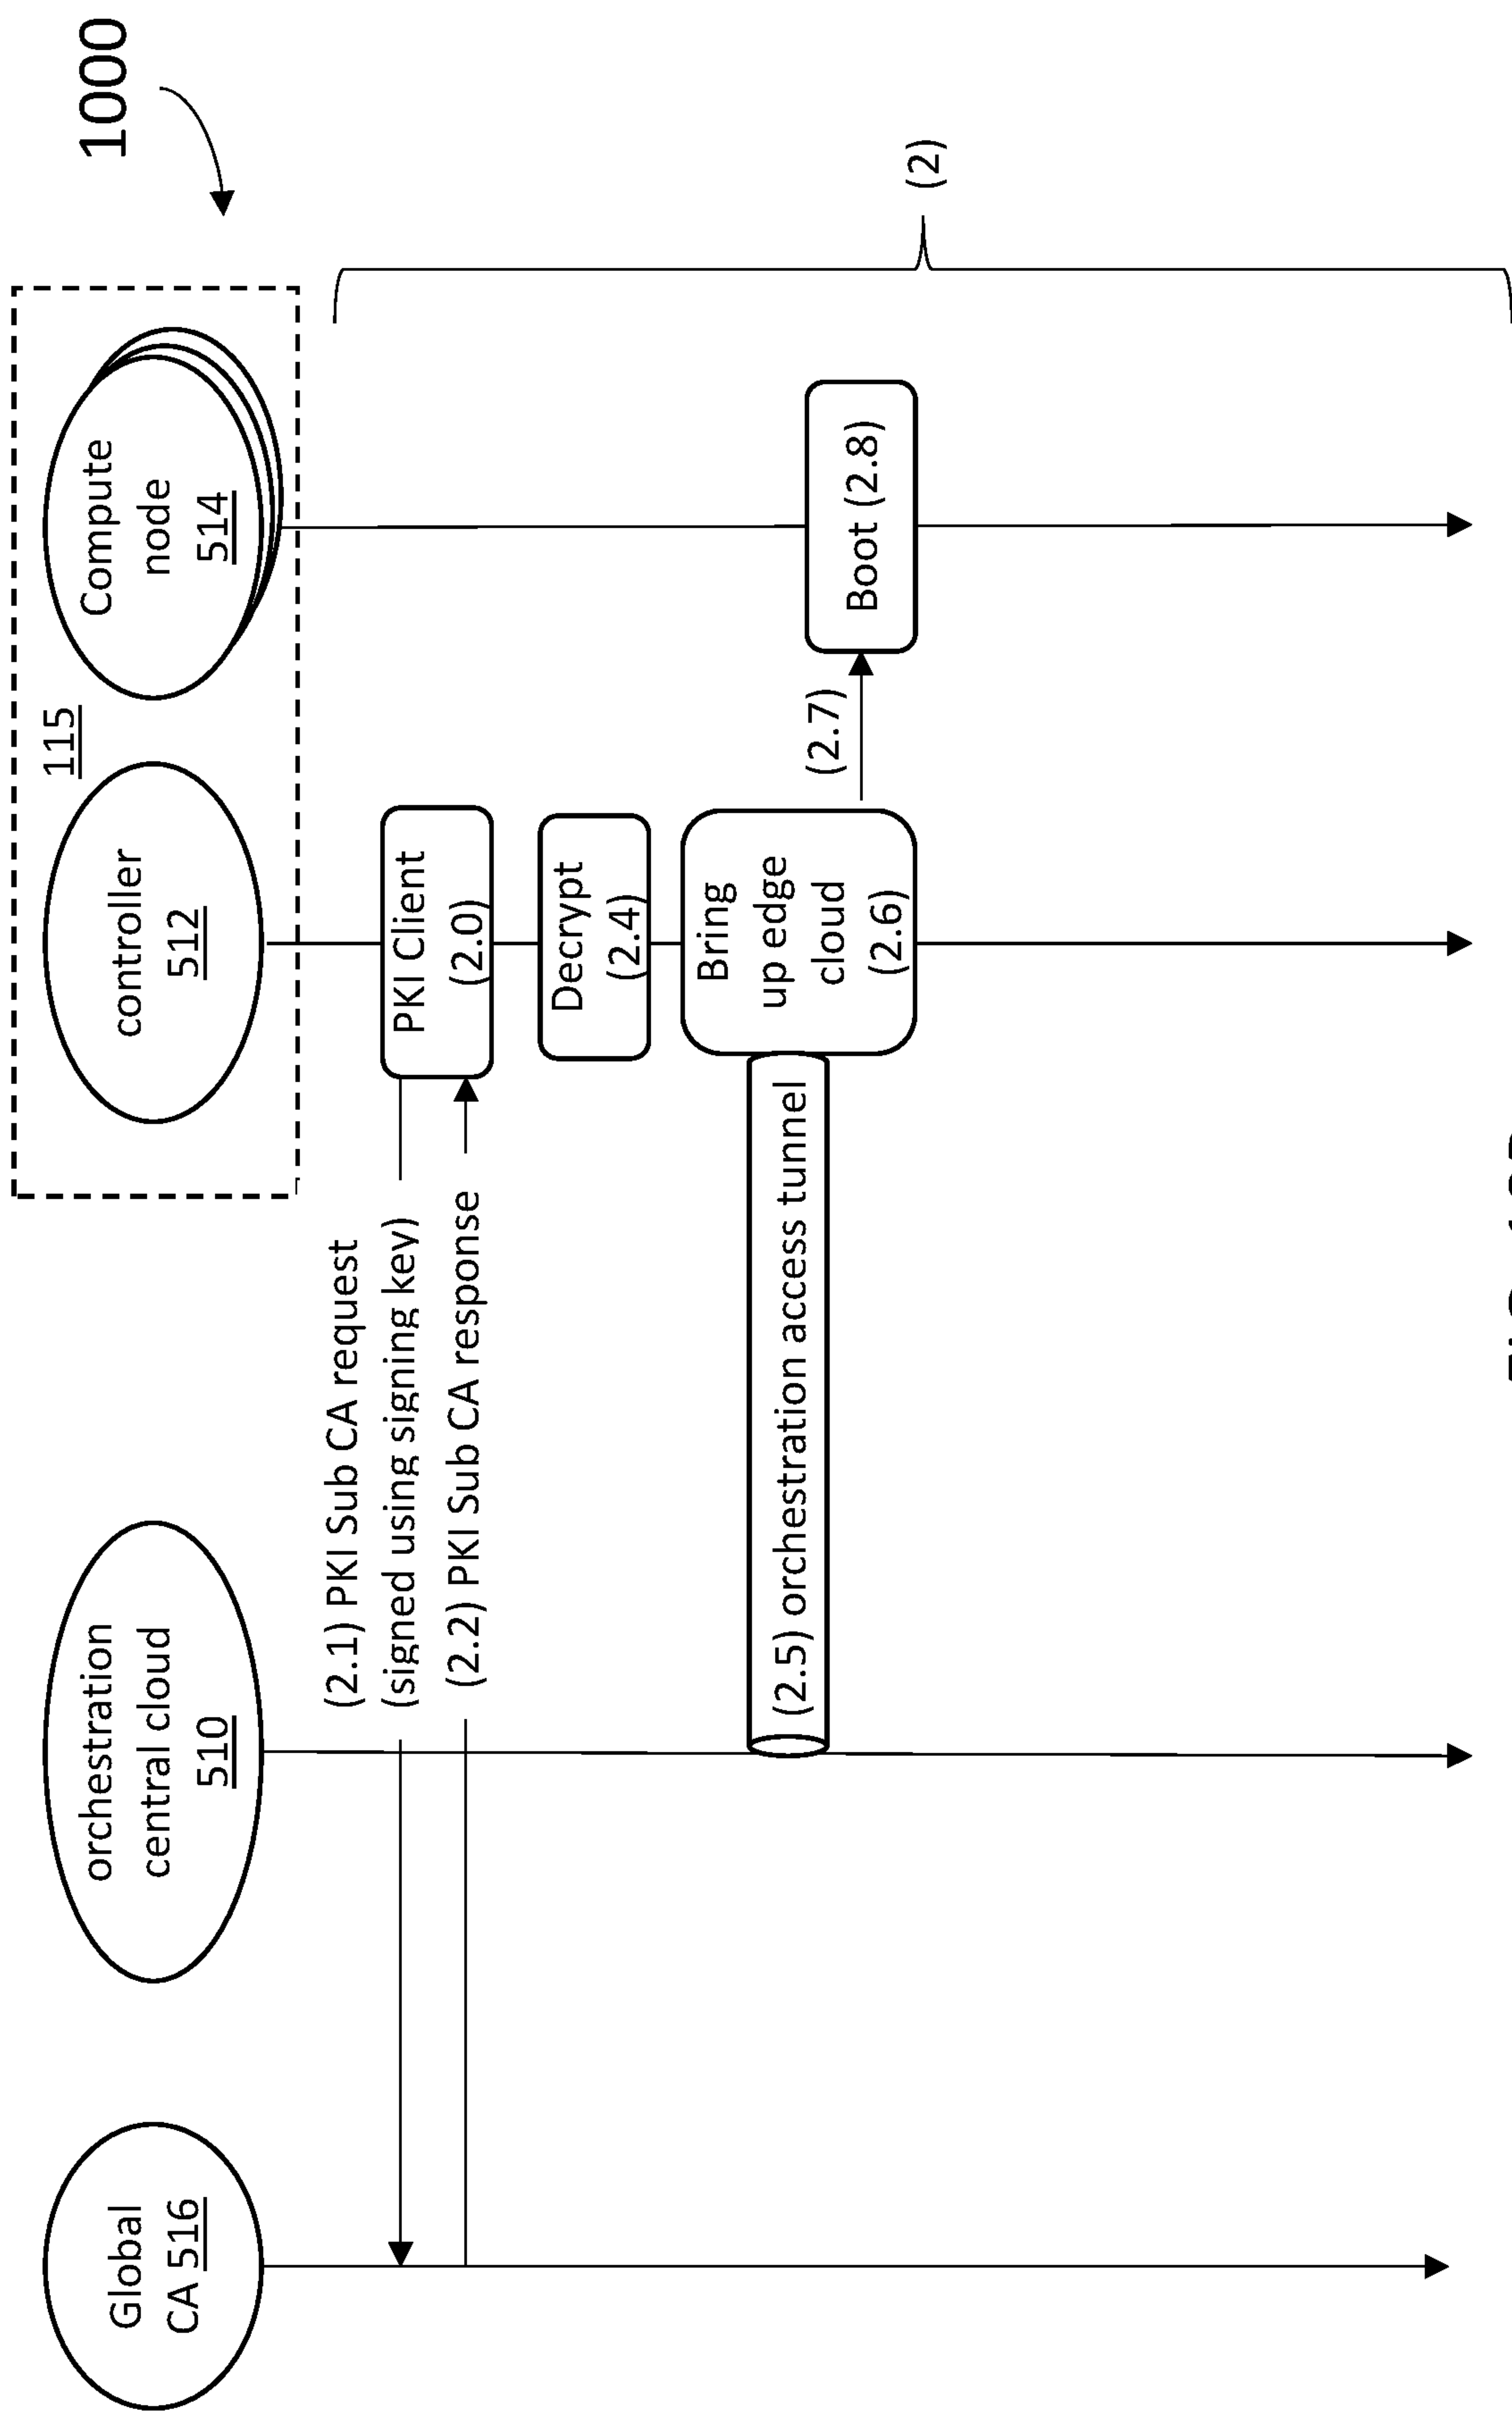 1000
Global
CA 516
orchestration
central cloud
510
115
controller
512
Compute
node
514
(2.1) PKI Sub CA request
(signed using signing key)
(2.2) PKI Sub CA response
PKI Client
(2.0)
Decrypt
(2.4)
(2.5) orchestration access tunnel
Bring
up edge
cloud
(2.6)
(2.7)
Boot (2.8)
(2)